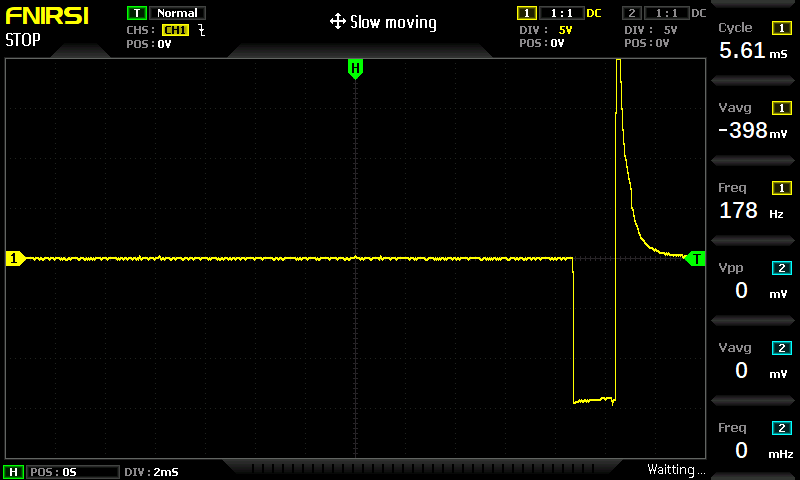 FNIRSI
STOP
T Normal
CHS: CH1
POS:0V
Slow moving
1 1:1 DC
DIV: 5V
POS:0V
2 1:1 DC
DIV: 5V
POS:0V
H
1
T
Cycle 1
5.61 mS
Vavg 1
-398 mV
Freq 1
178 Hz
Vpp 2
0 mV
Vavg 2
0 mV
Freq 2
0 mHz
H POS:0S DIV:2mS
Waitting...